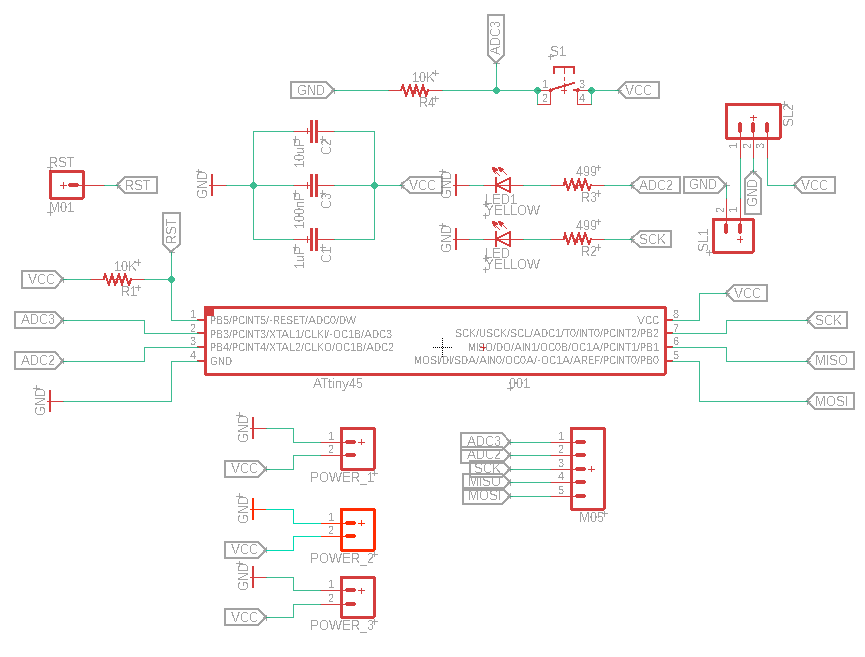 ADC3
S1
GND
10K
R4
1
2
3
4
VCC
SL2
1
2
3
RST
RST
M01
GND
10uF
C2
100nF
C3
1uF
C1
VCC
GND
LED1
YELLOW
499
R3
ADC2
GND
GND
VCC
GND
LED
YELLOW
499
R2
SCK
2
1
SL1
RST
VCC
10K
R1
VCC
ADC3
1
PB5/PCINT5/-RESET/ADC0/DW
VCC
8
SCK
2
PB3/PCINT3/XTAL1/CLKI/-OC1B/ADC3
SCK/USCK/SCL/ADC1/T0/INT0/PCINT2/PB2
7
3
PB4/PCINT4/XTAL2/CLKO/OC1B/ADC2
MISO/DO/AIN1/OC0B/OC1A/PCINT1/PB1
6
ADC2
4
GND
MOSI/DI/SDA/AIN0/OC0A/-OC1A/AREF/PCINT0/PB0
5
MISO
ATtiny45
001
GND
MOSI
GND
1
2
VCC
POWER_1
ADC3
1
ADC2
2
SCK
3
MISO
4
MOSI
5
M05
GND
1
2
VCC
POWER_2
GND
1
2
VCC
POWER_3